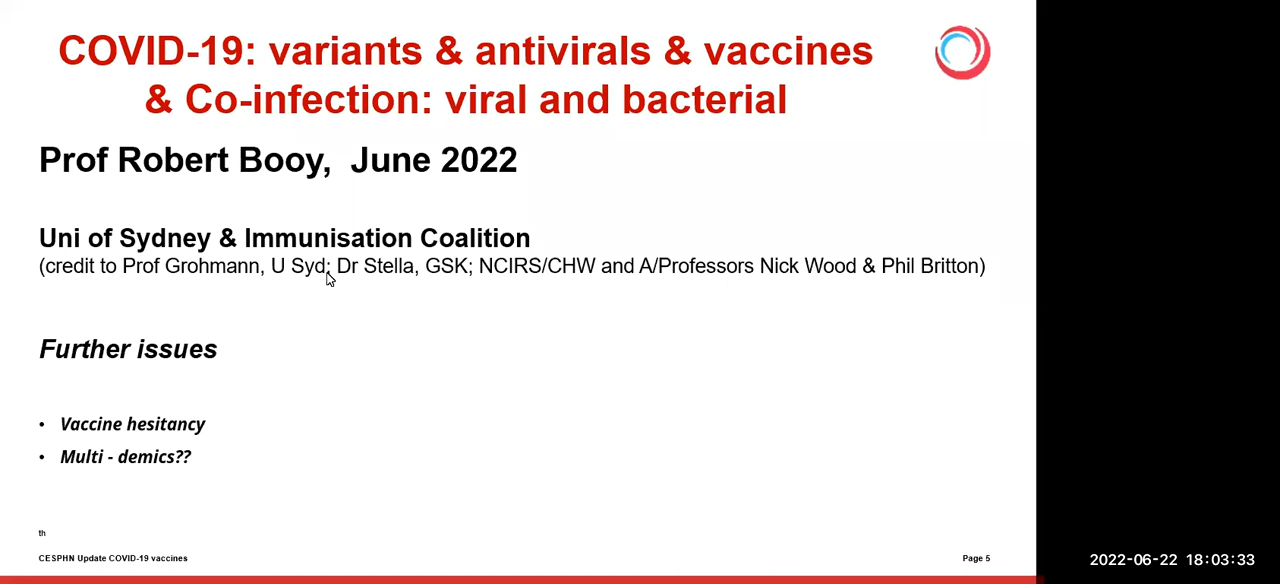 COVID-19: variants & antivirals & vaccines
& Co-infection: viral and bacterial
Prof Robert Booy,  June 2022
Uni of Sydney & Immunisation Coalition
(credit to Prof Grohmann, U Syd; Dr Stella, GSK; NCIRS/CHW and A/Professors Nick Wood & Phil Britton)
Further issues
• Vaccine hesitancy
• Multi - demics??
th
CESPHN Update COVID-19 vaccines
Page 5
2022-06-22 18:03:33